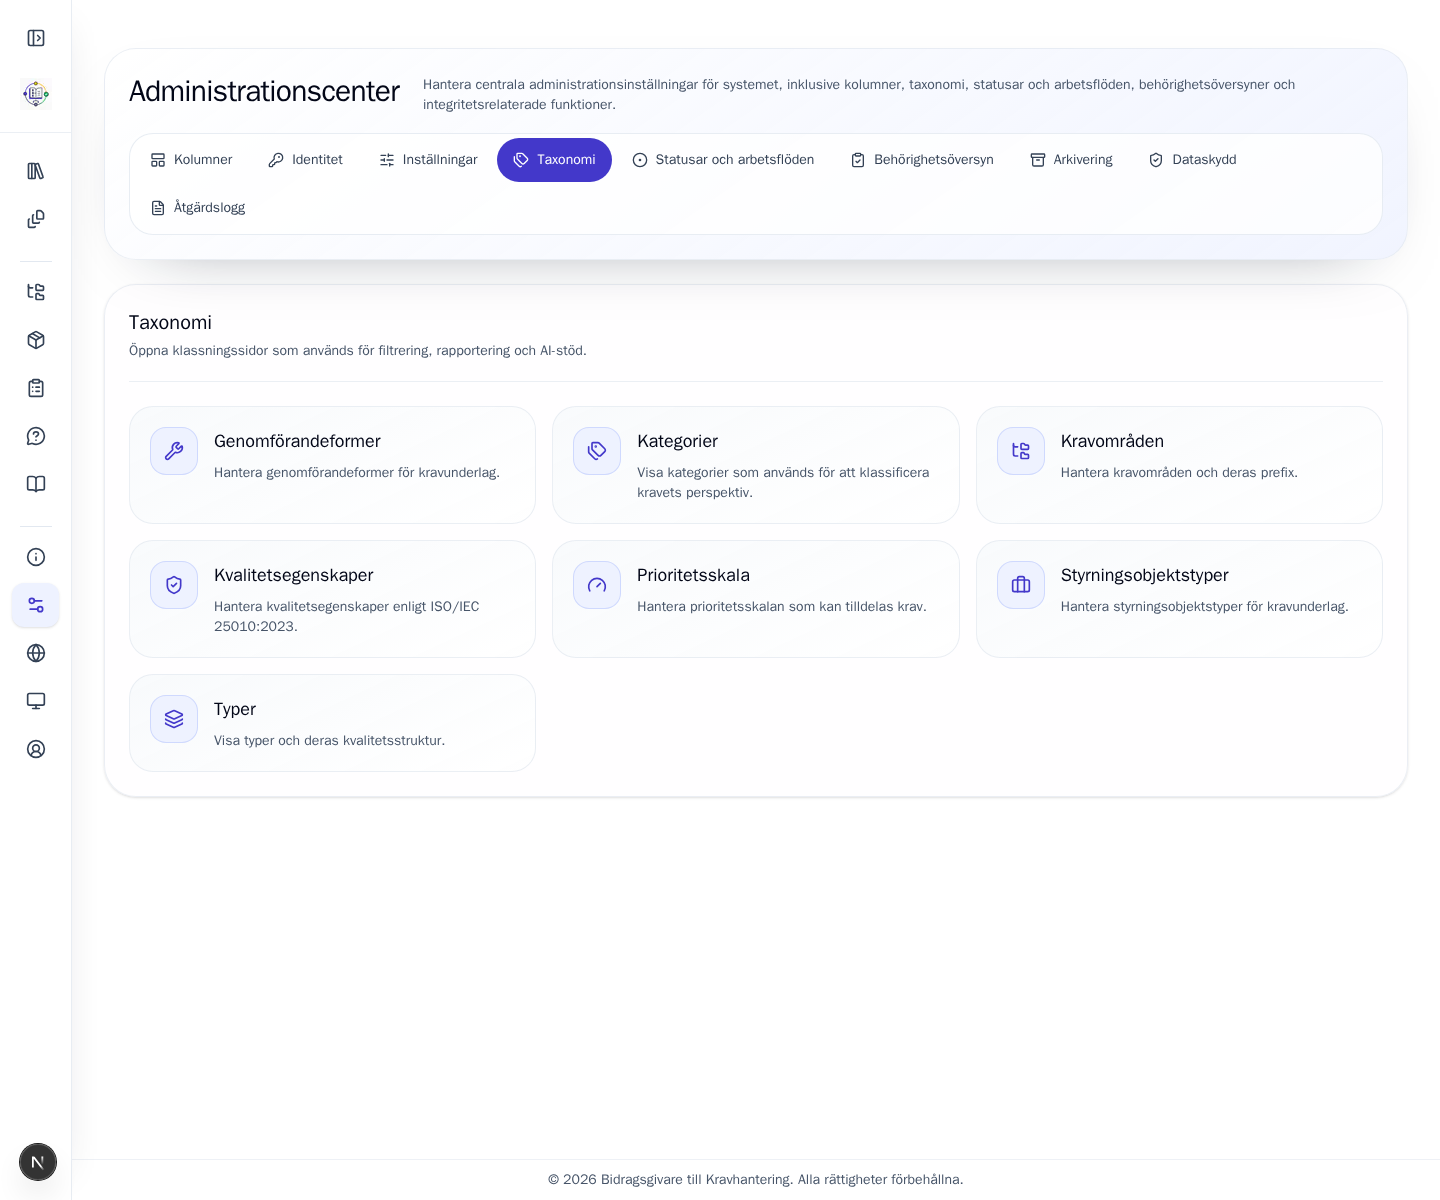 Administrationscenter
Hantera centrala administrationsinställningar för systemet, inklusive kolumner, taxonomi, statusar och arbetsflöden, behörighetsöversyner och
integritetsrelaterade funktioner.
Kolumner
Identitet
Inställningar
Taxonomi
Statusar och arbetsflöden
Behörighetsöversyn
Arkivering
Dataskydd
Åtgärdslogg
Taxonomi
Öppna klassningssidor som används för filtrering, rapportering och AI-stöd.
Genomförandeformer
Hantera genomförandeformer för kravunderlag.
Kategorier
Visa kategorier som används för att klassificera
kravets perspektiv.
Kravområden
Hantera kravområden och deras prefix.
Kvalitetsegenskaper
Hantera kvalitetsegenskaper enligt ISO/IEC
25010:2023.
Prioritetsskala
Hantera prioritetsskalan som kan tilldelas krav.
Styrningsobjektstyper
Hantera styrningsobjektstyper för kravunderlag.
Typer
Visa typer och deras kvalitetsstruktur.
N
© 2026 Bidragsgivare till Kravhantering. Alla rättigheter förbehållna.